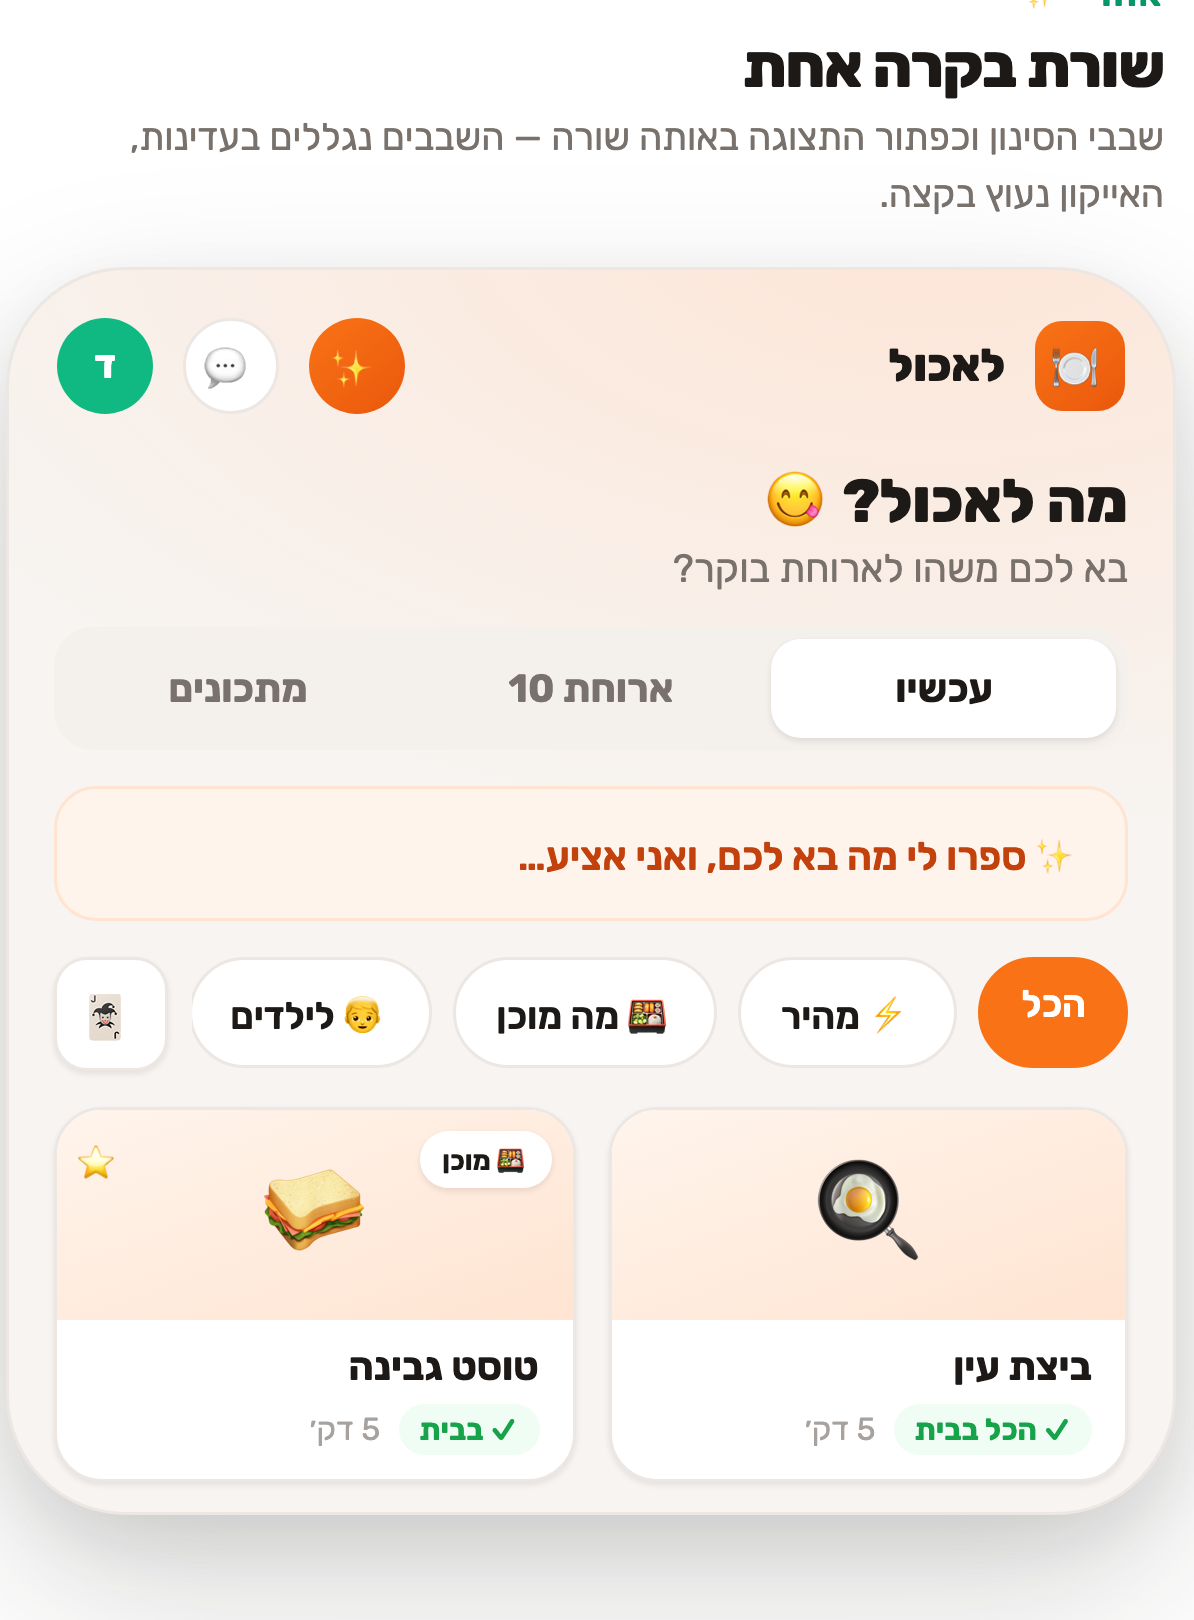 שורת בקרה אחת
שבבי הסינון וכפתור התצוגה באותה שורה – השבבים נגללים בעדינות,
האייקון נעוץ בקצה.
לאכול
ד
מה לאכול? 😋
בא לכם משהו לארוחת בוקר?
עכשיו
ארוחת 10
מתכונים
✨ ספרו לי מה בא לכם, ואני אציע...
הכל
⚡ מהיר
🍱 מה מוכן
👦 לילדים
🍱 מוכן
ביצת עין
✓ הכל בבית
5 דק׳
טוסט גבינה
✓ בבית
5 דק׳